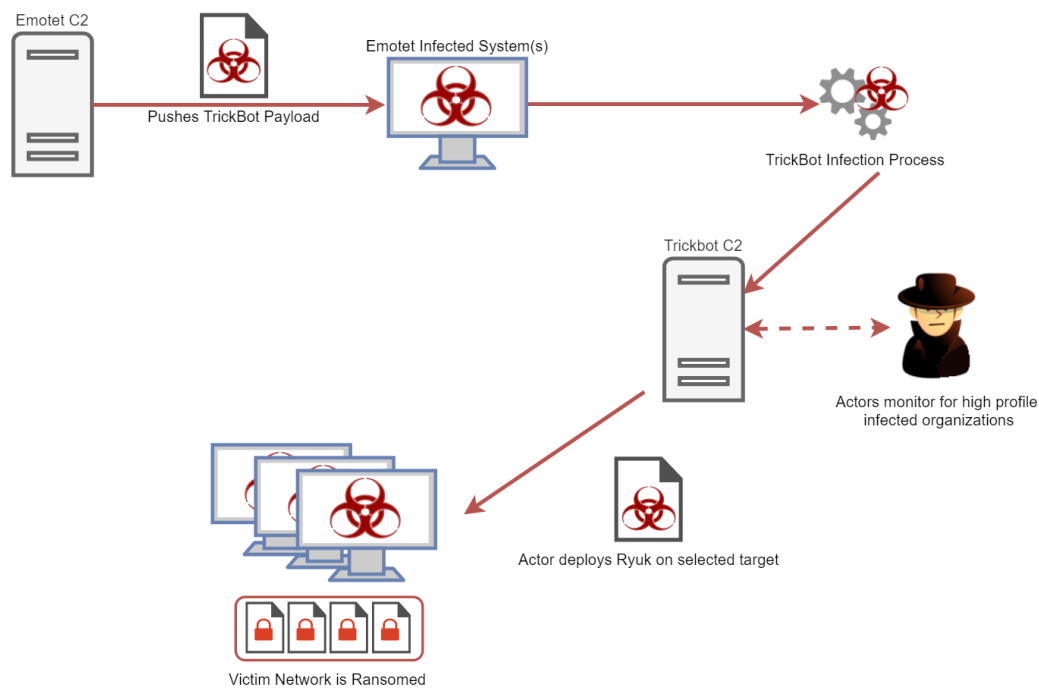 Emotet C2
Pushes TrickBot Payload
Emotet Infected System(s)
TrickBot Infection Process
Trickbot C2
Actors monitor for high profile
infected organizations
Actor deploys Ryuk on selected target
Victim Network is Ransomed